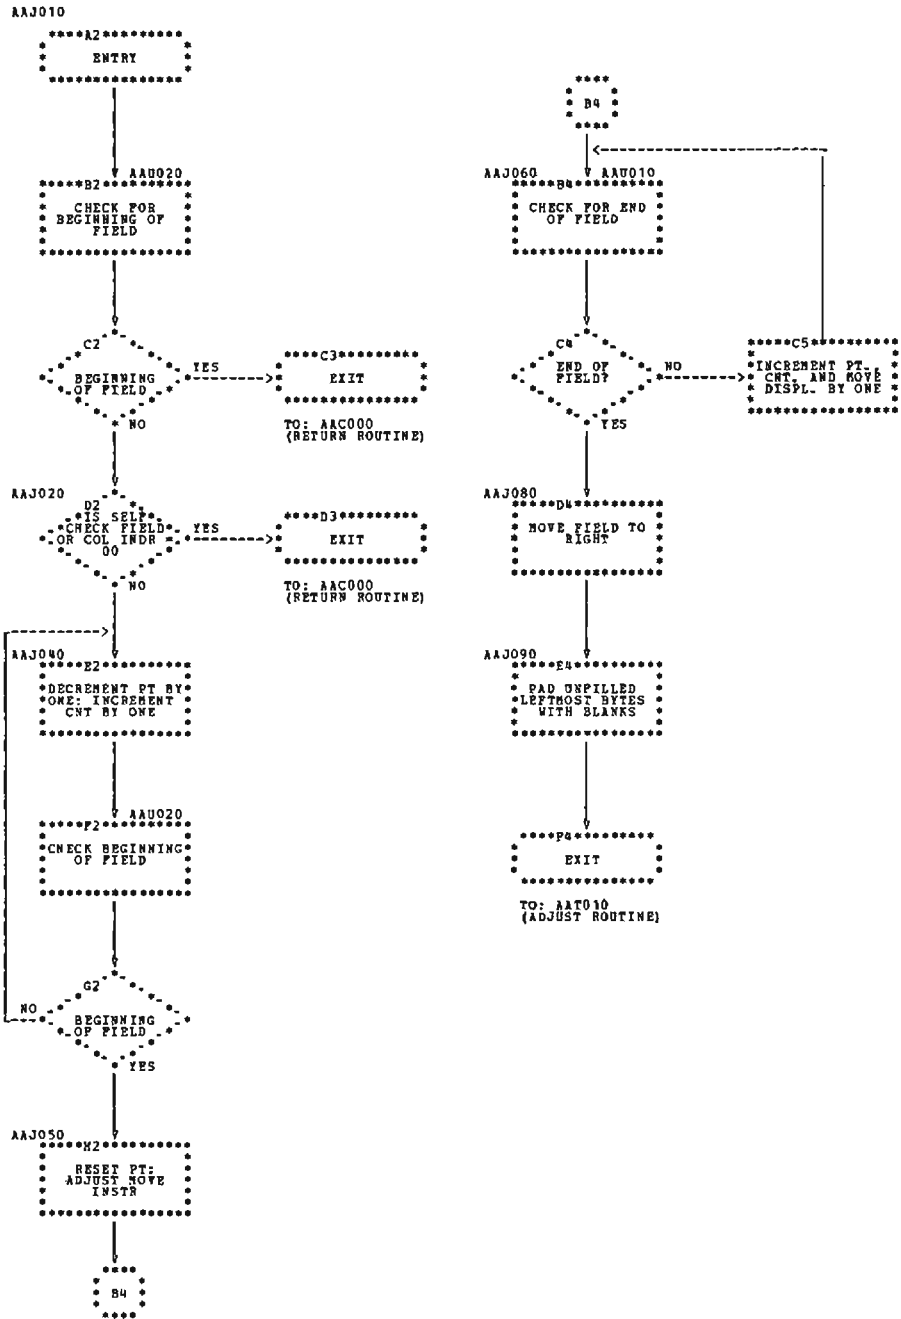 AAJ010
A2
ENTRY
AAU020
B2
CHECK FOR
BEGINNING OF
FIELD
C2
BEGINNING
OF FIELD
YES
NO
C3
EXIT
TO: AAC000
(RETURN ROUTINE)
AAJ020
D2
IS SELF
CHECK FIELD
OR COL INDR
00
YES
NO
D3
EXIT
TO: AAC000
(RETURN ROUTINE)
AAJ040
E2
DECREMENT PT BY
ONE: INCREMENT
CNT BY ONE
AAU020
F2
CHECK BEGINNING
OF FIELD
G2
BEGINNING
OF FIELD
NO
YES
AAJ050
H2
RESET PT:
ADJUST MOVE
INSTR
B4
B4
AAJ060 AAU010
B4
CHECK FOR END
OF FIELD
C4
END OF
FIELD?
NO
YES
C5
INCREMENT PT.,
CNT. AND MOVE
DISPL. BY ONE
AAJ080
D4
MOVE FIELD TO
RIGHT
AAJ090
E4
PAD UNFILLED
LEFTMOST BYTES
WITH BLANKS
F4
EXIT
TO: AAT010
(ADJUST ROUTINE)